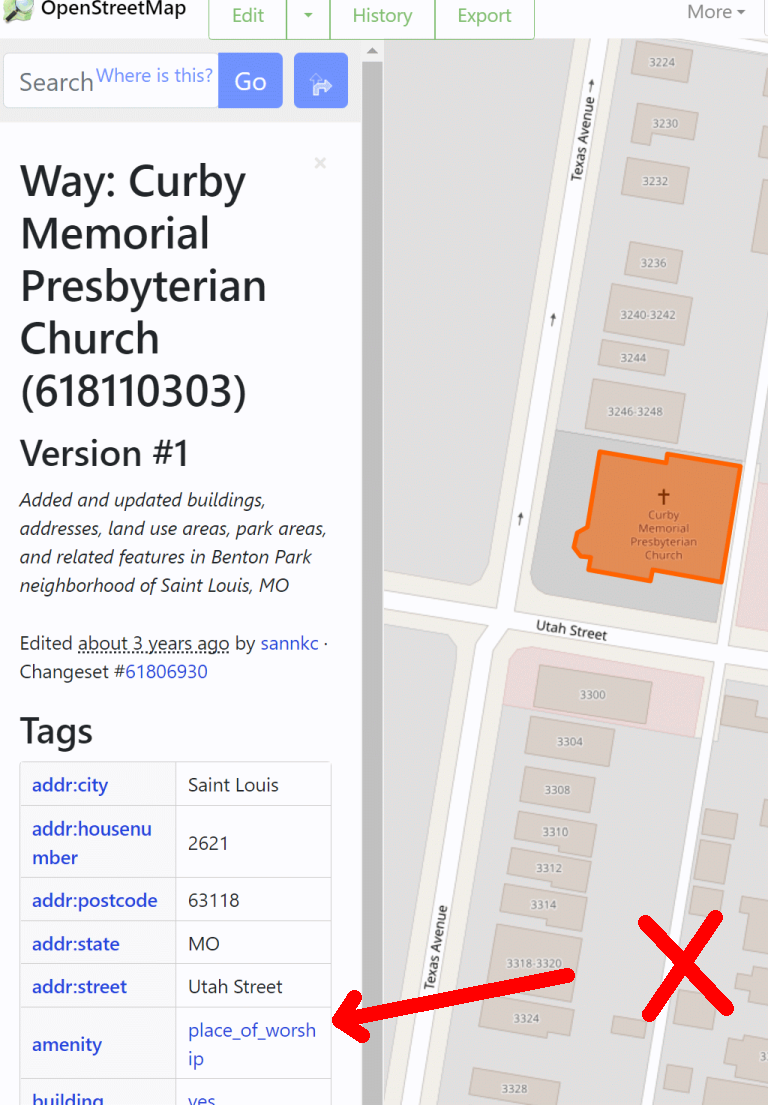 OpenStreetMap
Edit
History
Export
More
Search
Where is this?
Go
Way: Curby
Memorial
Presbyterian
Church
(618110303)
Version #1
Added and updated buildings,
addresses, land use areas, park areas,
and related features in Benton Park
neighborhood of Saint Louis, MO
Edited about 3 years ago by sannkc ·
Changeset #61806930
Tags
addr:city Saint Louis
addr:housenu
mber
2621
addr:postcode 63118
addr:state MO
addr:street Utah Street
amenity
place_of_worsh
ip
building yes
Texas Avenue →
3224
3230
3232
3236
3240-3242
3244
3246-3248
Curby
Memorial
Presbyterian
Church
Utah Street
3300
3304
3308
3310
3312
3314
3318-3320
3324
3328
Texas Avenue